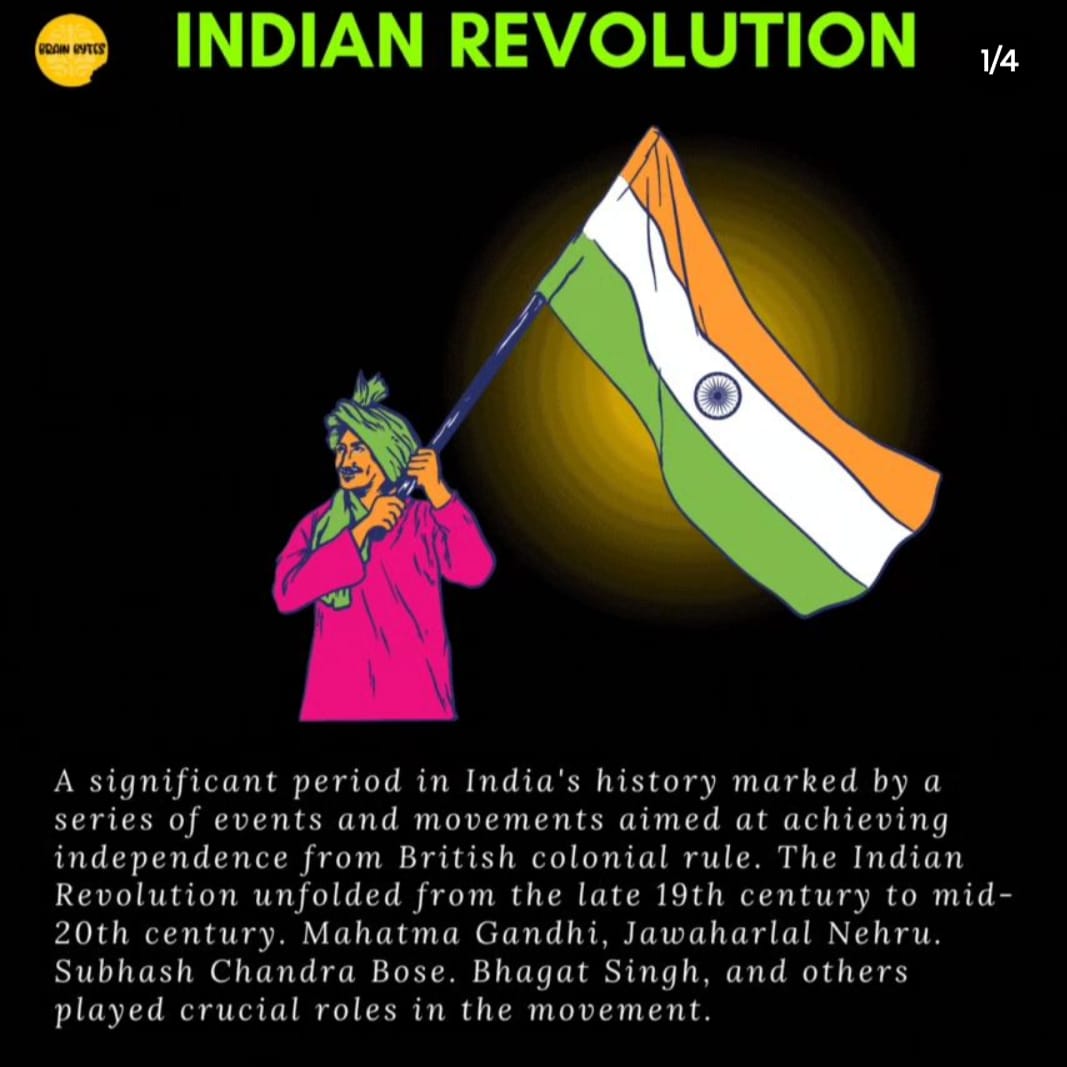 BRAIN BYTES
INDIAN REVOLUTION
1/4
A significant period in India's history marked by a
series of events and movements aimed at achieving
independence from British colonial rule. The Indian
Revolution unfolded from the late 19th century to mid-
20th century. Mahatma Gandhi, Jawaharlal Nehru.
Subhash Chandra Bose. Bhagat Singh, and others
played crucial roles in the movement.